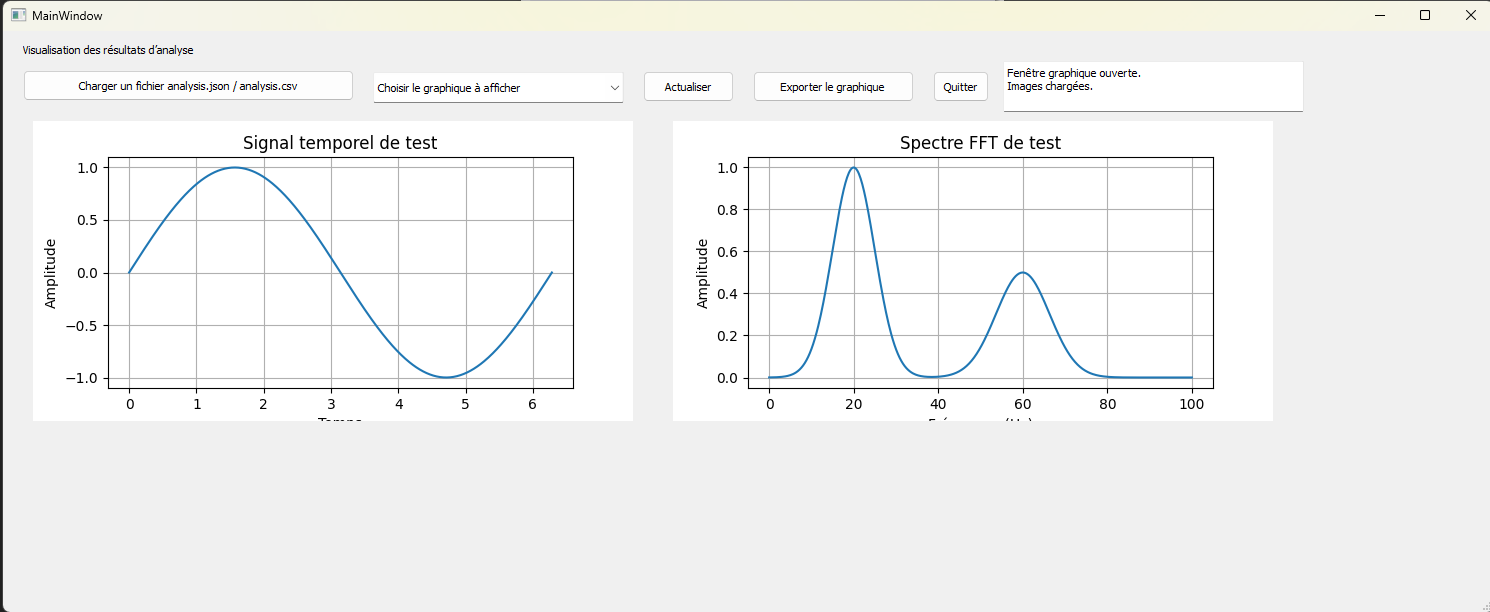 MainWindow
Visualisation des résultats d’analyse
Charger un fichier analysis.json / analysis.csv
Choisir le graphique à afficher
Actualiser
Exporter le graphique
Quitter
Fenêtre graphique ouverte.
Images chargées.
Signal temporel de test
1.0
0.5
0.0
−0.5
−1.0
Amplitude
0 1 2 3 4 5 6
Spectre FFT de test
1.0
0.8
0.6
0.4
0.2
0.0
Amplitude
0 20 40 60 80 100